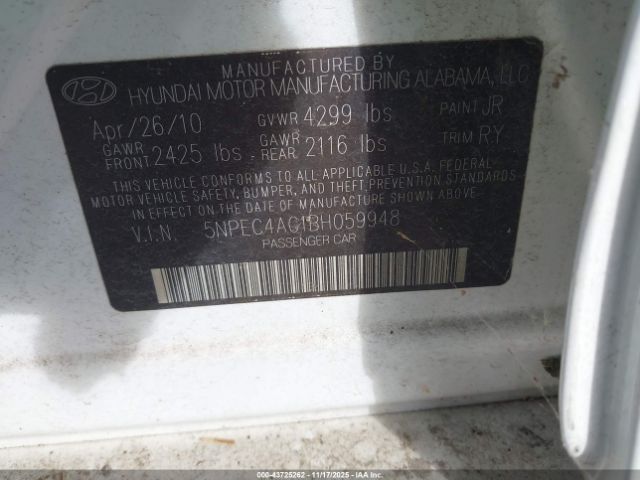 MANUFACTURED BY
HYUNDAI MOTOR MANUFACTURING ALABAMA, LLC
Apr/26/10 GVWR 4299 lbs PAINT JR
GAWR FRONT 2425 lbs GAWR REAR 2116 lbs TRIM RY
THIS VEHICLE CONFORMS TO ALL APPLICABLE U.S.A. FEDERAL
MOTOR VEHICLE SAFETY, BUMPER, AND THEFT PREVENTION STANDARDS
IN EFFECT ON THE DATE OF MANUFACTURE SHOWN ABOVE.
V.I.N. 5NPEC4AC1BH059948
PASSENGER CAR
000-43725262 - 11/17/2025 - IAA Inc.